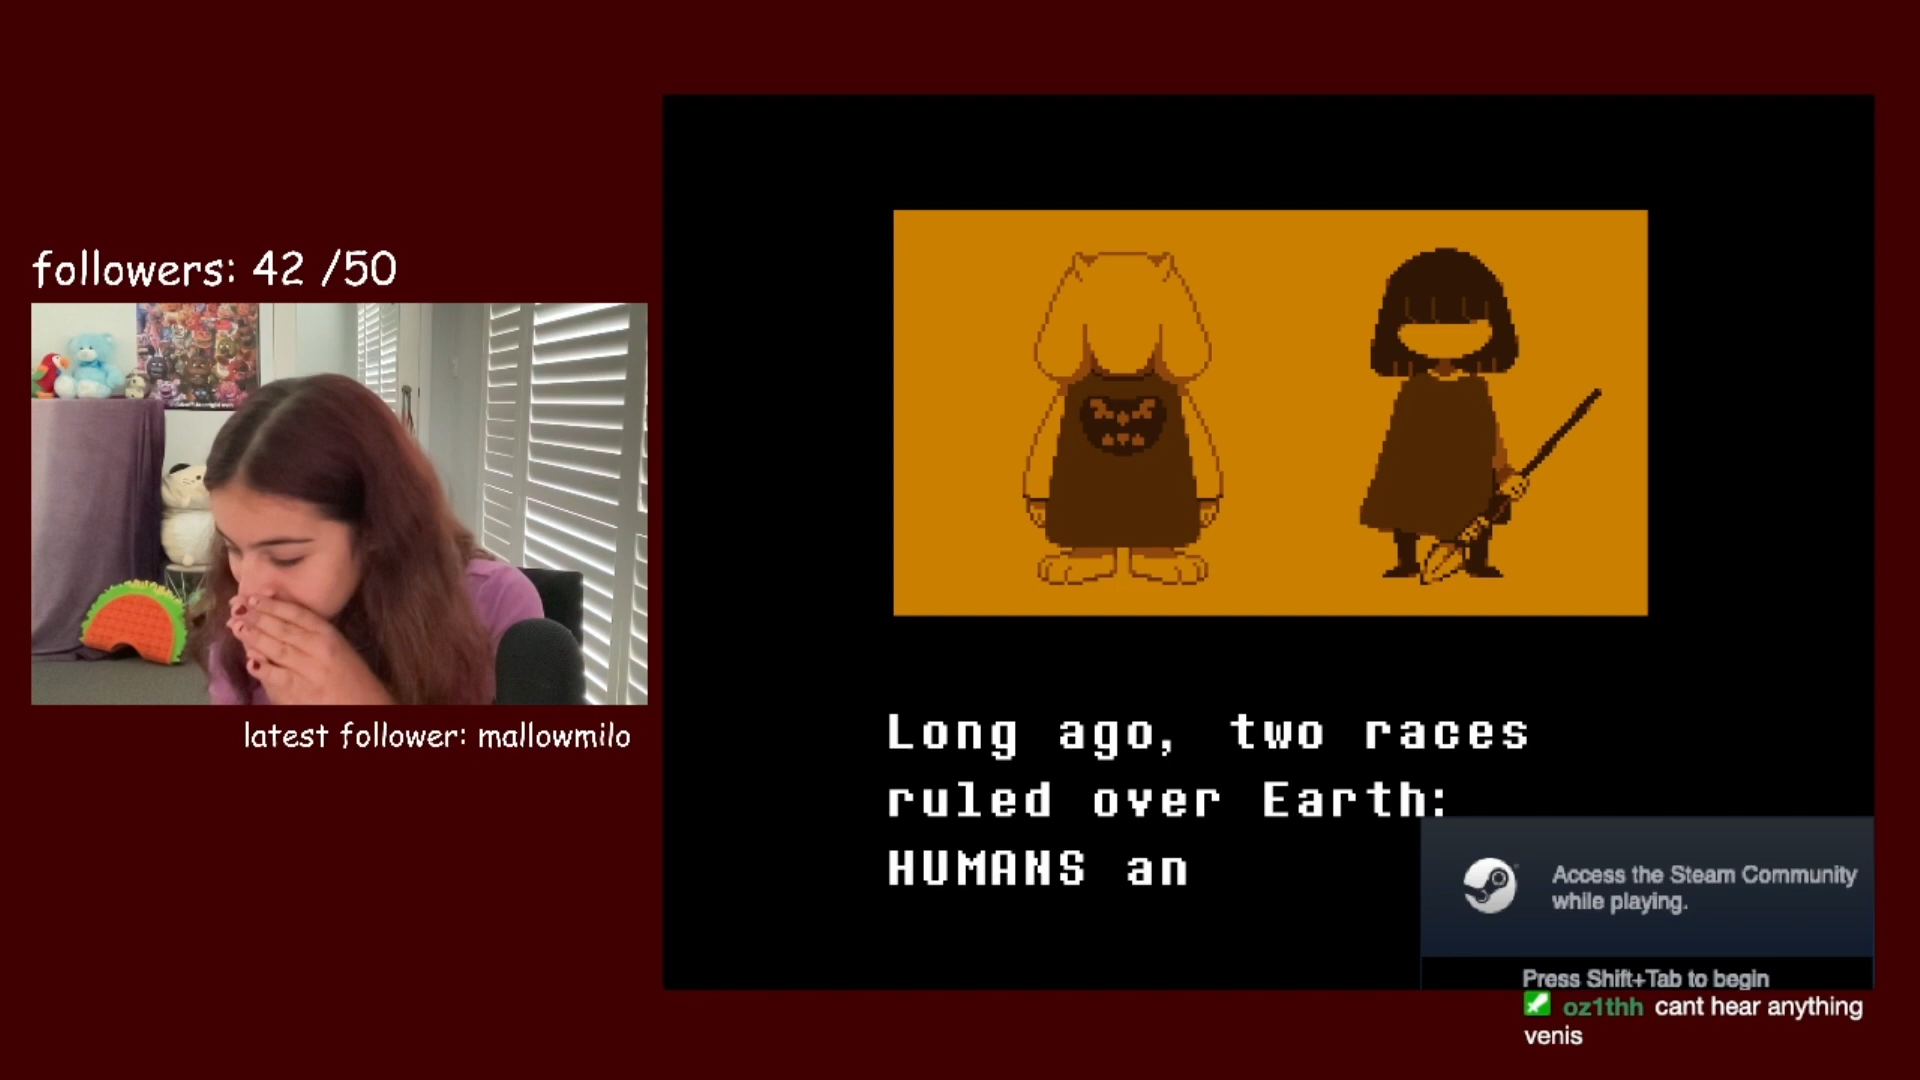 followers: 42 /50
latest follower: mallowmilo
Long ago, two races
ruled over Earth:
HUMANS an
Access the Steam Community
while playing.
Press Shift+Tab to begin
oz1thh cant hear anything
venis